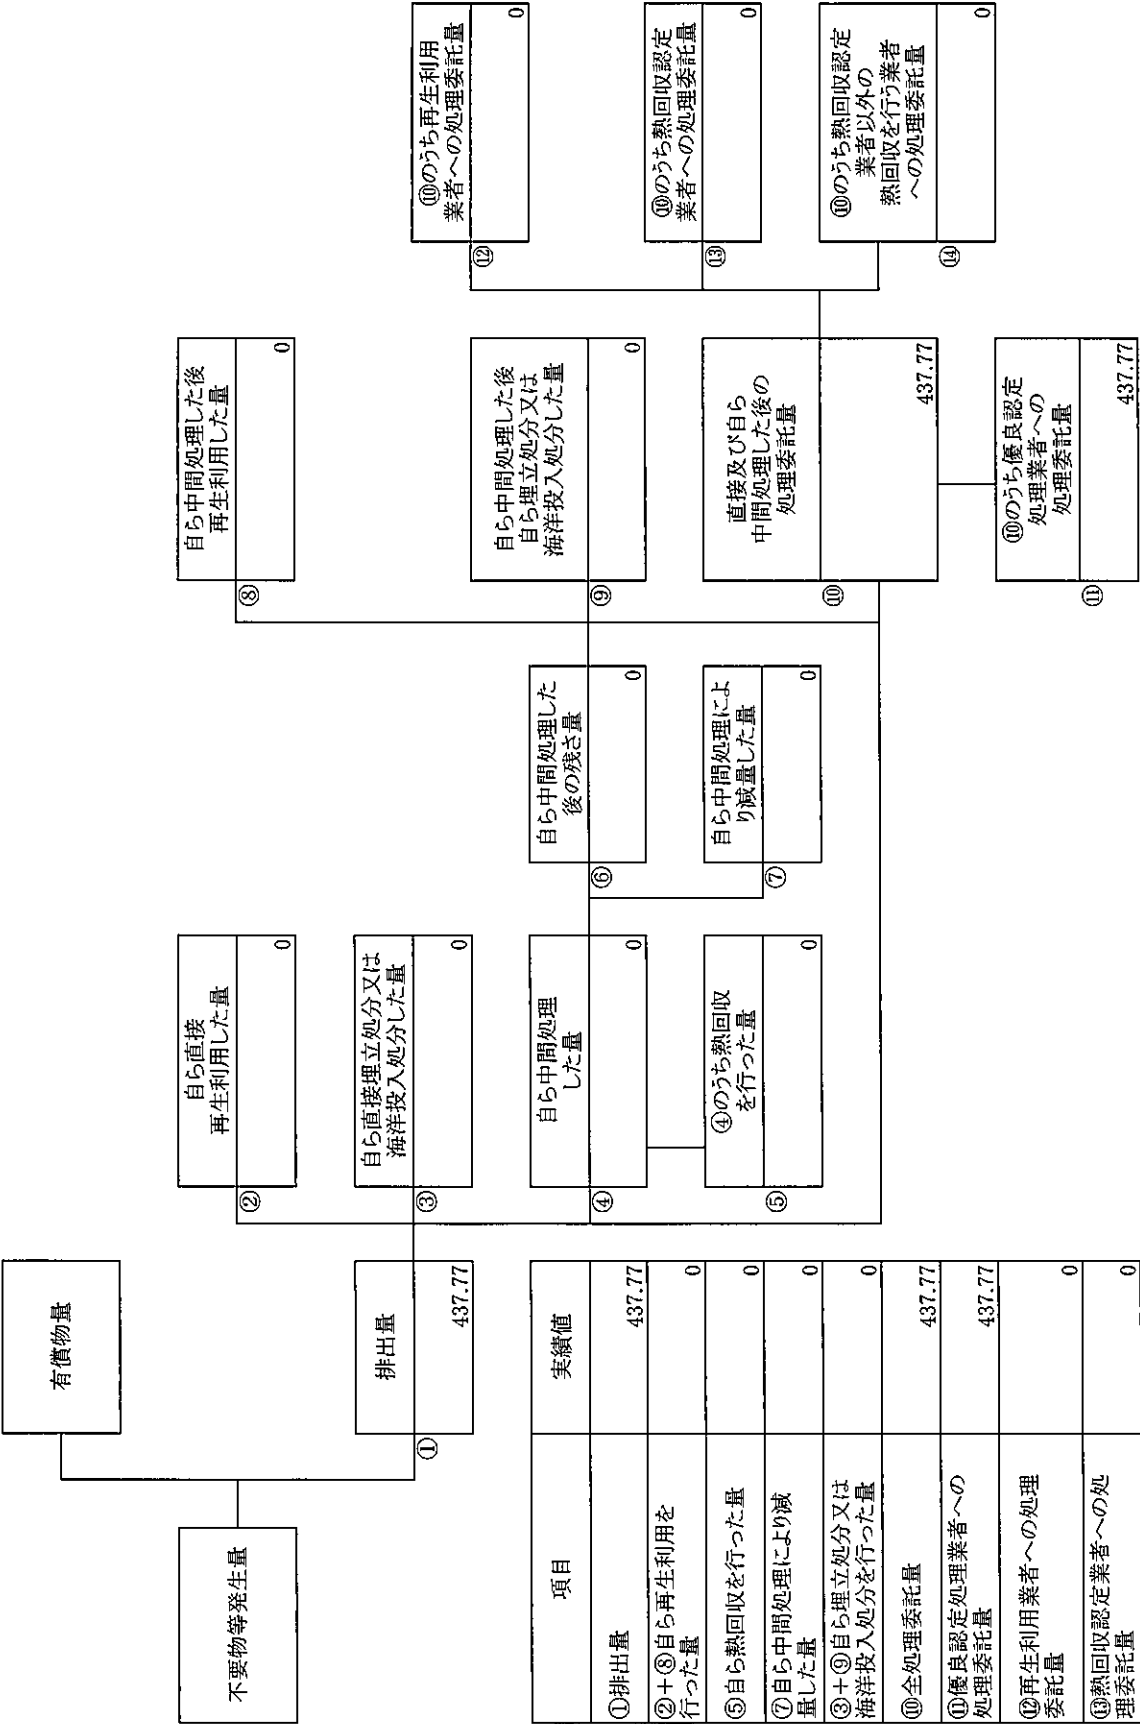 有償物量
不要物等発生量
排出量
①
437.77
自ら直接
再生利用した量
②
0
自ら直接埋立処分又は
海洋投入処分した量
③
0
自ら中間処理
した量
④
0
④のうち熱回収
を行った量
⑤
0
自ら中間処理した
後の残さ量
⑥
0
自ら中間処理によ
り減量した量
⑦
0
自ら中間処理した後
再生利用した量
⑧
0
自ら中間処理した後
自ら埋立処分又は
海洋投入処分した量
⑨
0
直接及び自ら
中間処理した後の
処理委託量
⑩
437.77
⑩のうち優良認定
処理業者への
処理委託量
⑪
437.77
⑩のうち再生利用
業者への処理委託量
⑫
0
⑩のうち熱回収認定
業者への処理委託量
⑬
0
⑩のうち熱回収認定
業者以外の
熱回収を行う業者
への処理委託量
⑭
0
項目
実績値
①排出量
437.77
②+⑧自ら再生利用を
行った量
0
⑤自ら熱回収を行った量
0
⑦自ら中間処理により減
量した量
0
③+⑨自ら埋立処分又は
海洋投入処分を行った量
0
⑩全処理委託量
437.77
⑪優良認定処理業者への
処理委託量
437.77
⑫再生利用業者への処理
委託量
0
⑬熱回収認定業者への処
理委託量
0